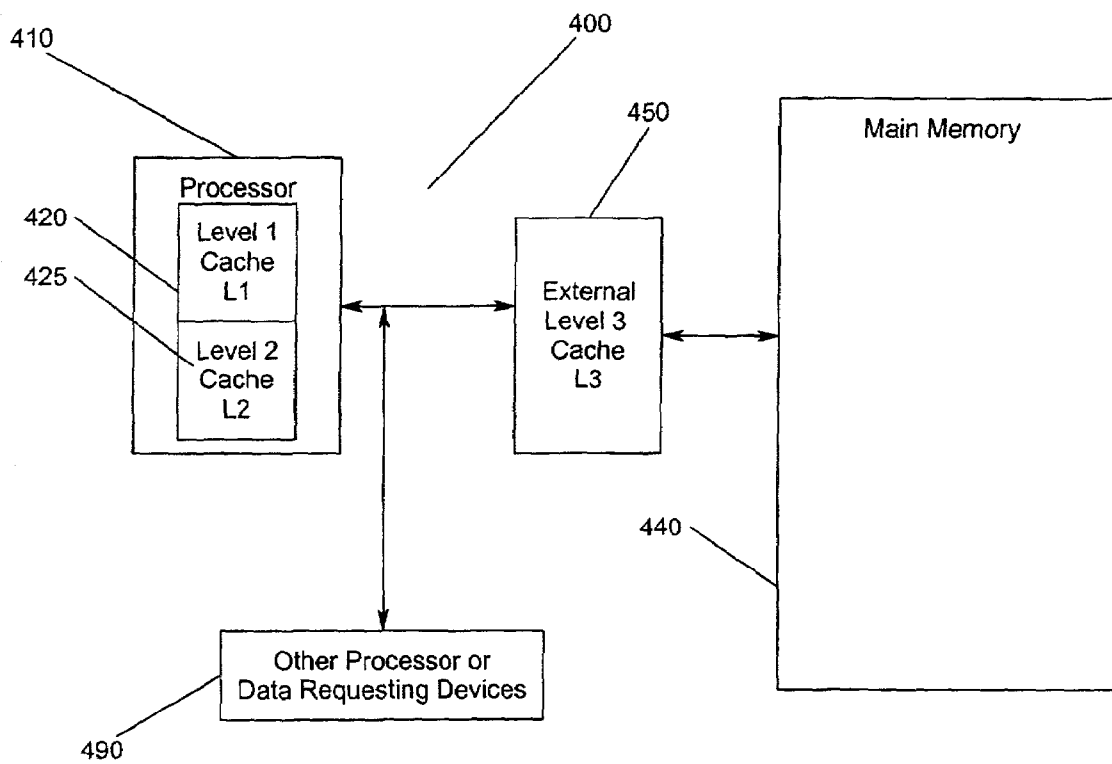 410
400
450
Main Memory
Processor
420
Level 1
Cache
L1
425
Level 2
Cache
L2
External
Level 3
Cache
L3
440
Other Processor or
Data Requesting Devices
490